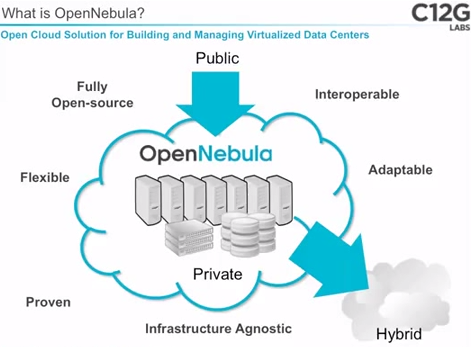 What is OpenNebula?
C12G
LABS
Open Cloud Solution for Building and Managing Virtualized Data Centers
Public
Fully
Open-source
Interoperable
OpenNebula
Flexible
Adaptable
Private
Proven
Infrastructure Agnostic
Hybrid